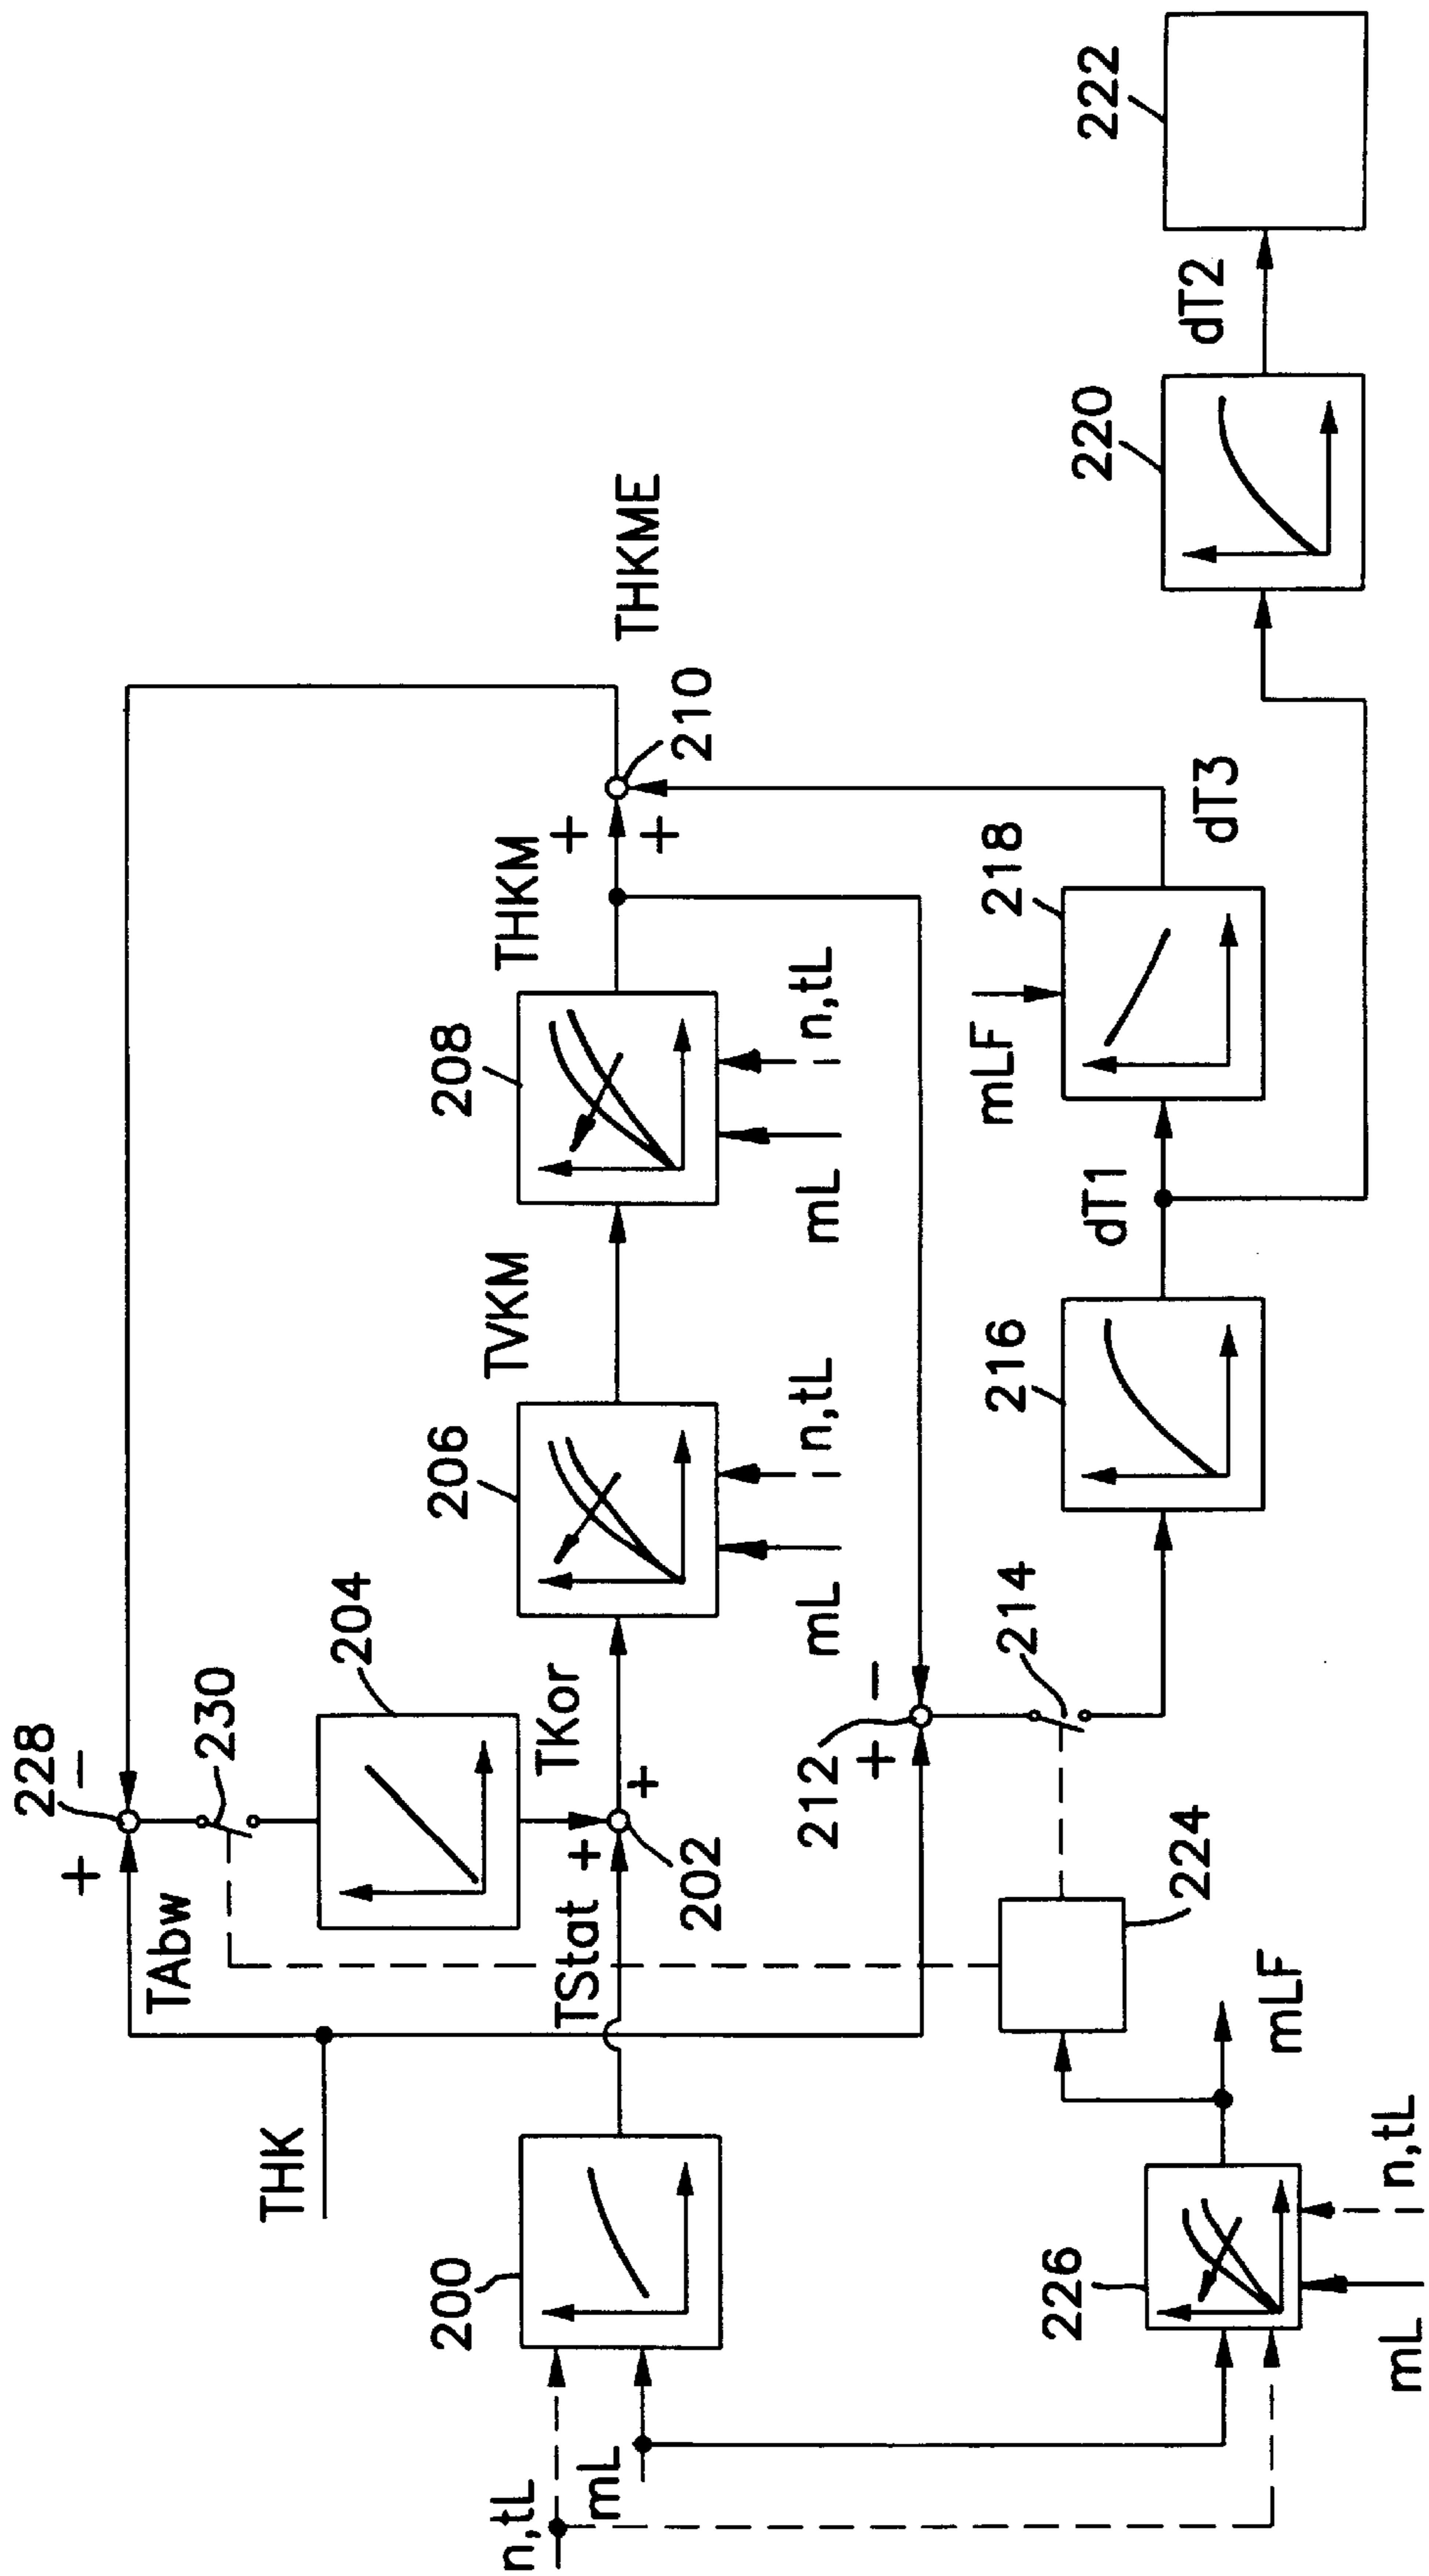 228
+
−
TAbw
230
THK
204
TStat
+
TKor
+
202
200
n,tL
mL
206
mL
n,tL
TVKM
208
mL
n,tL
THKM
+
+
210
THKME
212
+
−
214
224
226
mL
n,tL
mLF
216
dT1
mLF
218
dT3
220
dT2
222